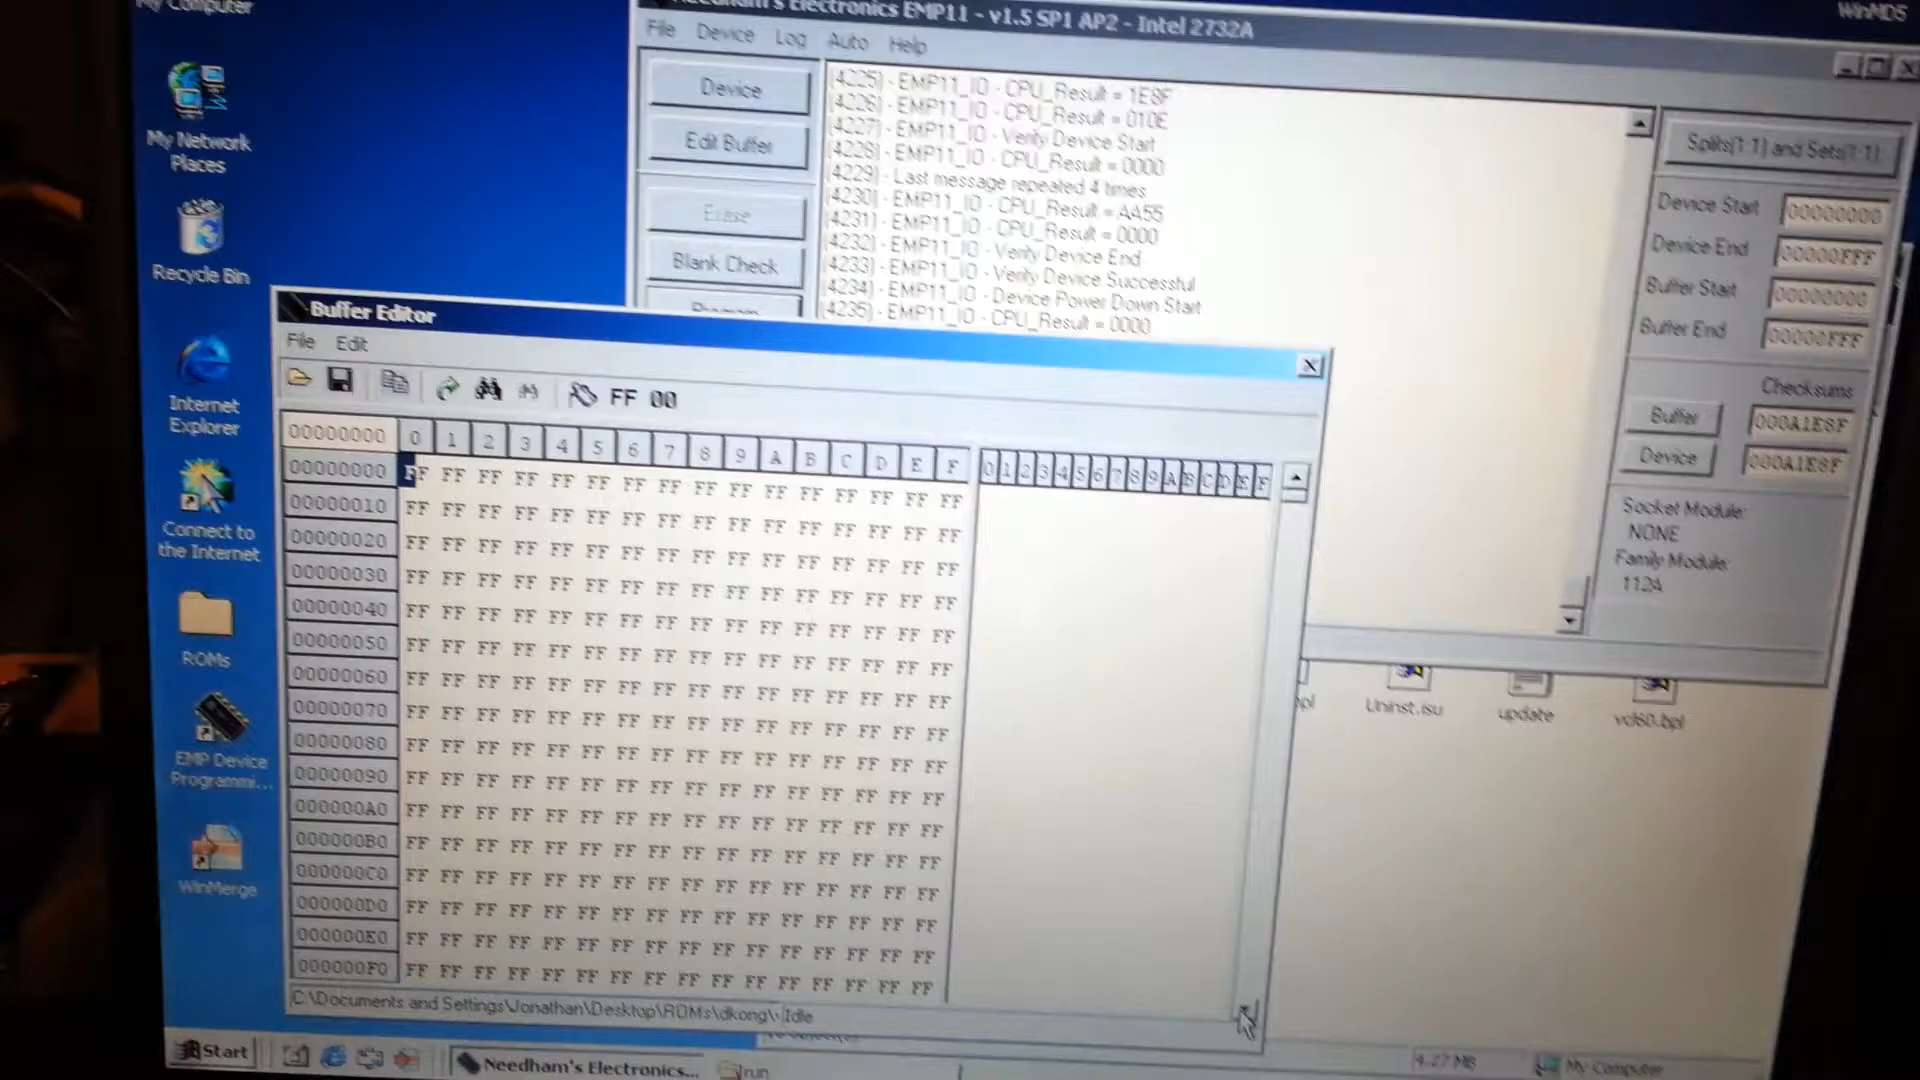 My Computer
WinMD5
Needham's Electronics EMP11 - v1.5 SP1 AP2 - Intel 2732A
File Device Log Auto Help
Device
Edit Buffer
Erase
Blank Check
Program
(4225) - EMP11_IO - CPU_Result = 1E8F
(4226) - EMP11_IO - CPU_Result = 010E
(4227) - EMP11_IO - Verify Device Start
(4228) - EMP11_IO - CPU_Result = 0000
(4229) - Last message repeated 4 times
(4230) - EMP11_IO - CPU_Result = AA55
(4231) - EMP11_IO - CPU_Result = 0000
(4232) - EMP11_IO - Verify Device End
(4233) - EMP11_IO - Verify Device Successful
(4234) - EMP11_IO - Device Power Down Start
(4235) - EMP11_IO - CPU_Result = 0000
Splits(1:1) and Sets(1:1)
Device Start 00000000
Device End 00000FFF
Buffer Start 00000000
Buffer End 00000FFF
Checksums
Buffer 000A1E8F
Device 000A1E8F
Socket Module:
NONE
Family Module:
112A
My Network
Places
Recycle Bin
Internet
Explorer
Connect to
the Internet
ROMs
EMP Device
Programmi...
WinMerge
Buffer Editor
File Edit
FF 00
00000000 0 1 2 3 4 5 6 7 8 9 A B C D E F 0 1 2 3 4 5 6 7 8 9 A B C D E F
00000000 FF FF FF FF FF FF FF FF FF FF FF FF FF FF FF FF
00000010 FF FF FF FF FF FF FF FF FF FF FF FF FF FF FF FF
00000020 FF FF FF FF FF FF FF FF FF FF FF FF FF FF FF FF
00000030 FF FF FF FF FF FF FF FF FF FF FF FF FF FF FF FF
00000040 FF FF FF FF FF FF FF FF FF FF FF FF FF FF FF FF
00000050 FF FF FF FF FF FF FF FF FF FF FF FF FF FF FF FF
00000060 FF FF FF FF FF FF FF FF FF FF FF FF FF FF FF FF
00000070 FF FF FF FF FF FF FF FF FF FF FF FF FF FF FF FF
00000080 FF FF FF FF FF FF FF FF FF FF FF FF FF FF FF FF
00000090 FF FF FF FF FF FF FF FF FF FF FF FF FF FF FF FF
000000A0 FF FF FF FF FF FF FF FF FF FF FF FF FF FF FF FF
000000B0 FF FF FF FF FF FF FF FF FF FF FF FF FF FF FF FF
000000C0 FF FF FF FF FF FF FF FF FF FF FF FF FF FF FF FF
000000D0 FF FF FF FF FF FF FF FF FF FF FF FF FF FF FF FF
000000E0 FF FF FF FF FF FF FF FF FF FF FF FF FF FF FF FF
000000F0 FF FF FF FF FF FF FF FF FF FF FF FF FF FF FF FF
C:\Documents and Settings\Jonathan\Desktop\ROMs\dkong\ Idle
Uninst.isu
update
vcl60.bpl
4.27 MB
My Computer
Start
Needham's Electronics...
run